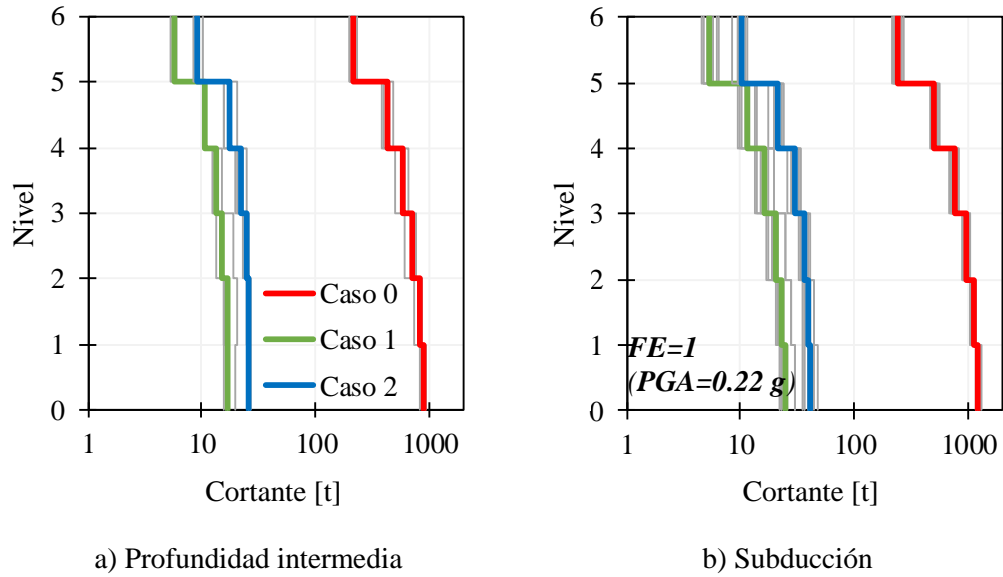 6
5
4
3
2
1
0
Nivel
Caso 0
Caso 1
Caso 2
1 10 100 1000
Cortante [t]
a) Profundidad intermedia
6
5
4
3
2
1
0
Nivel
FE=1
(PGA=0.22 g)
1 10 100 1000
Cortante [t]
b) Subducción